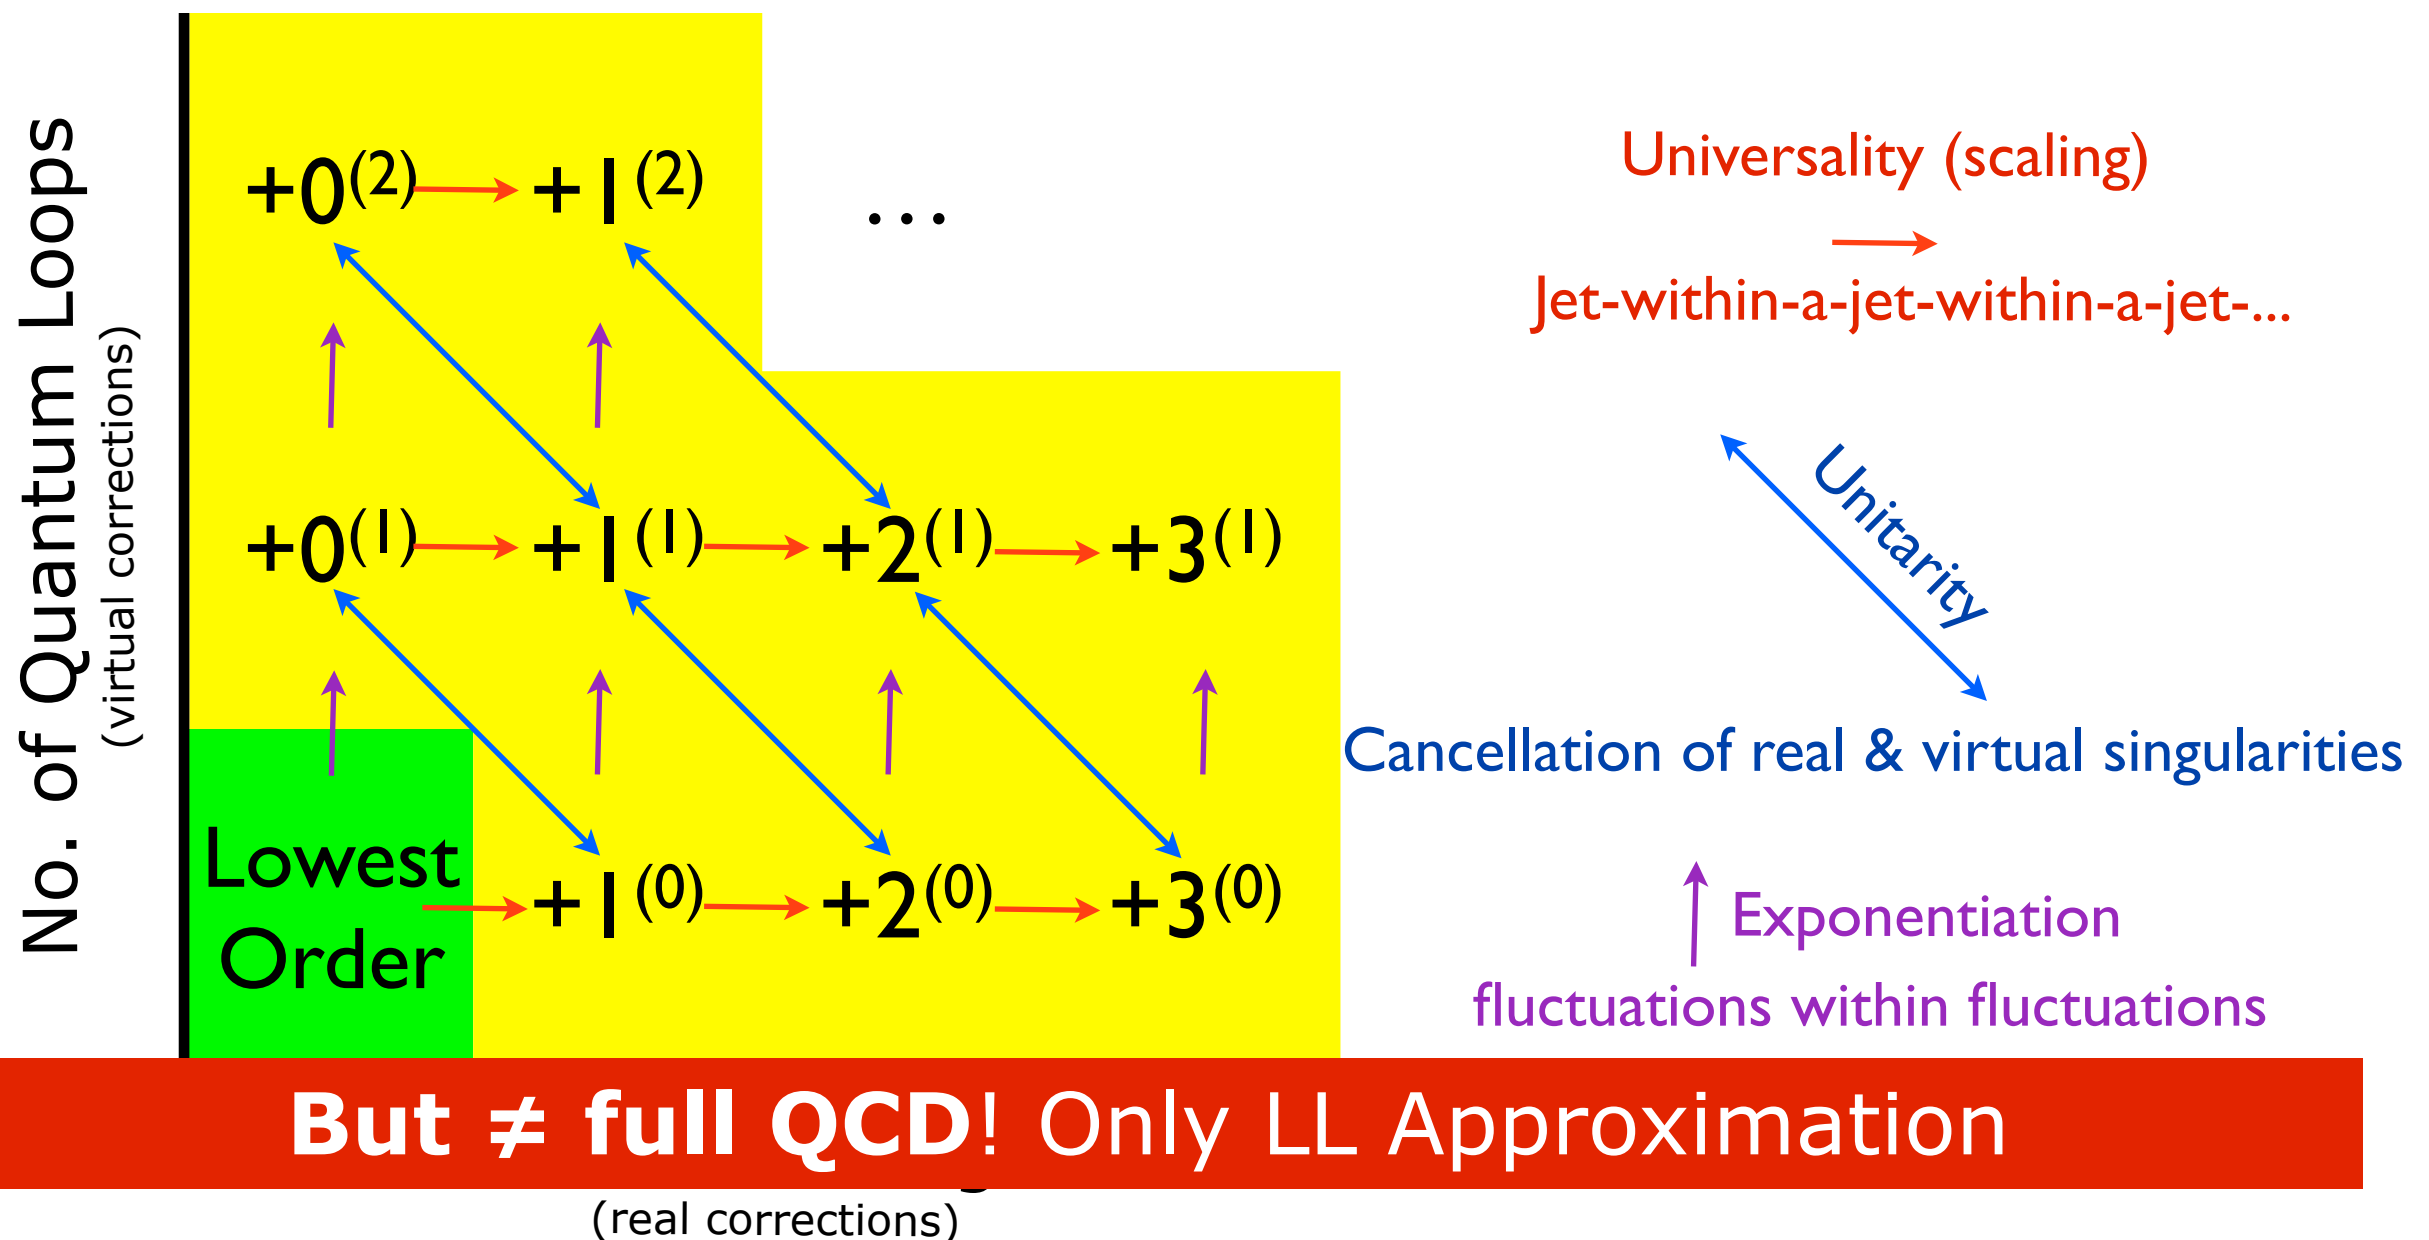 No. of Quantum Loops
(virtual corrections)
+0(2) +1(2) ...
+0(1) +1(1) +2(1) +3(1)
Lowest
Order
+1(0) +2(0) +3(0)
Universality (scaling)
Jet-within-a-jet-within-a-jet-...
Unitarity
Cancellation of real & virtual singularities
Exponentiation
fluctuations within fluctuations
But ≠ full QCD! Only LL Approximation
(real corrections)